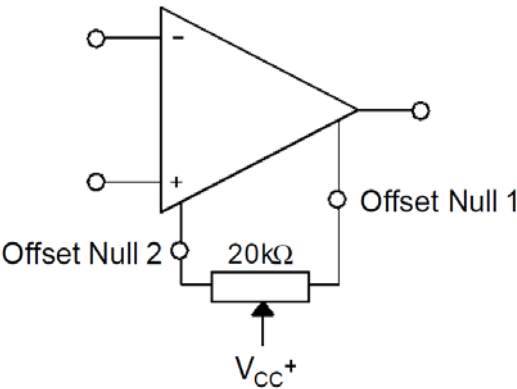 −
+
Offset Null 1
Offset Null 2
20kΩ
VCC+